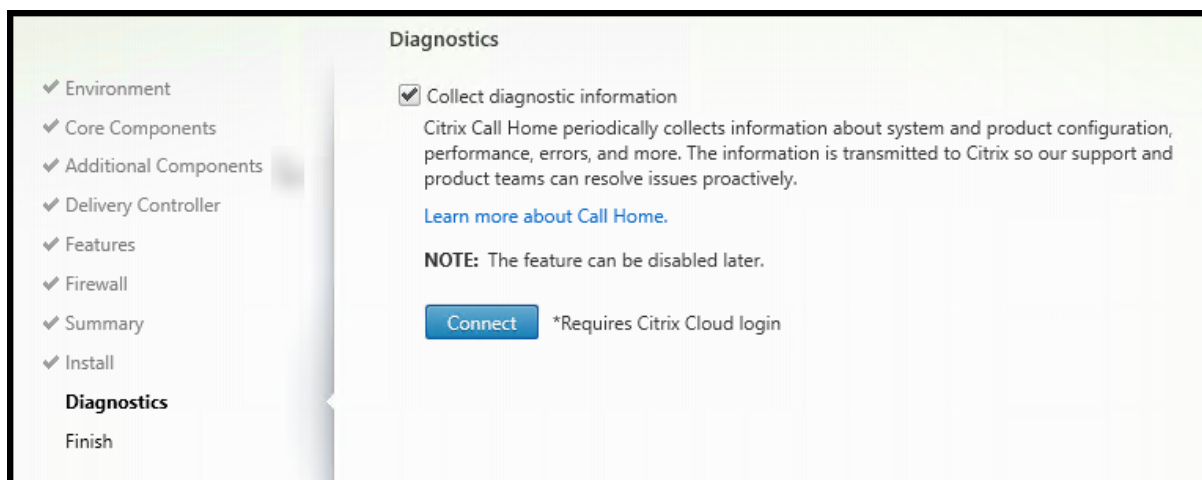 Diagnostics
Environment
Core Components
Additional Components
Delivery Controller
Features
Firewall
Summary
Install
Diagnostics
Finish
Collect diagnostic information
Citrix Call Home periodically collects information about system and product configuration,
performance, errors, and more. The information is transmitted to Citrix so our support and
product teams can resolve issues proactively.
Learn more about Call Home.
NOTE: The feature can be disabled later.
Connect *Requires Citrix Cloud login